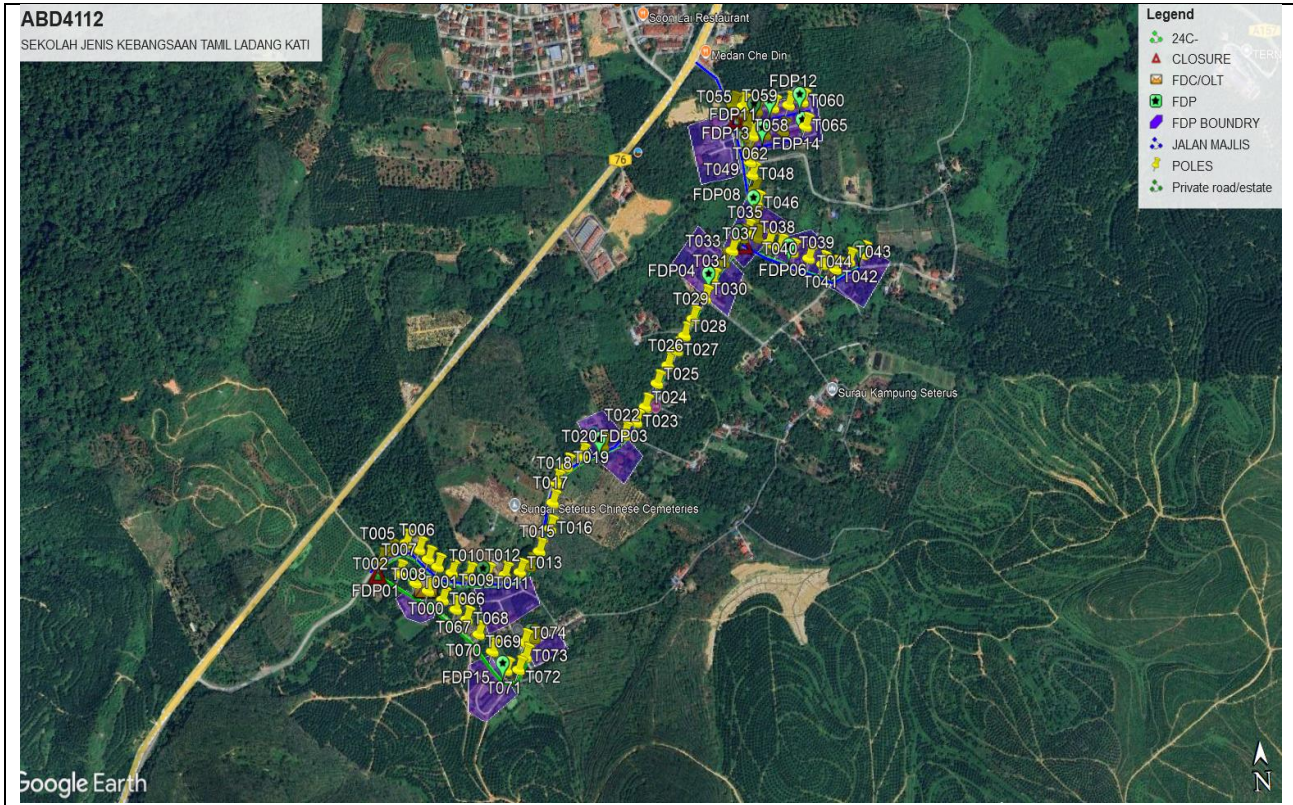 ABD4112
SEKOLAH JENIS KEBANGSAAN TAMIL LADANG KATI
Soon Lai Restaurant
Medan Che Din
Legend
24C-
CLOSURE
FDC/OLT
FDP
FDP BOUNDRY
JALAN MAJLIS
POLES
Private road/estate
A157
76
FDP12
T055
T059
T060
FDP11
T058
T065
FDP13
FDP14
T062
T049
T048
FDP08
T046
T035
T038
T037
T033
T040
T039
T043
T031
FDP06
T044
FDP04
T041
T042
T030
T029
T028
T026
T027
T025
Surau Kampung Seterus
T024
T022
T023
T020
FDP03
T019
T018
T017
Sungai Seterus Chinese Cemeteries
T016
T015
T006
T005
T007
T010
T012
T013
T002
T008
T009
T011
FDP01
T001
T066
T000
T068
T067
T074
T069
T070
T073
FDP15
T072
T071
Google Earth
N